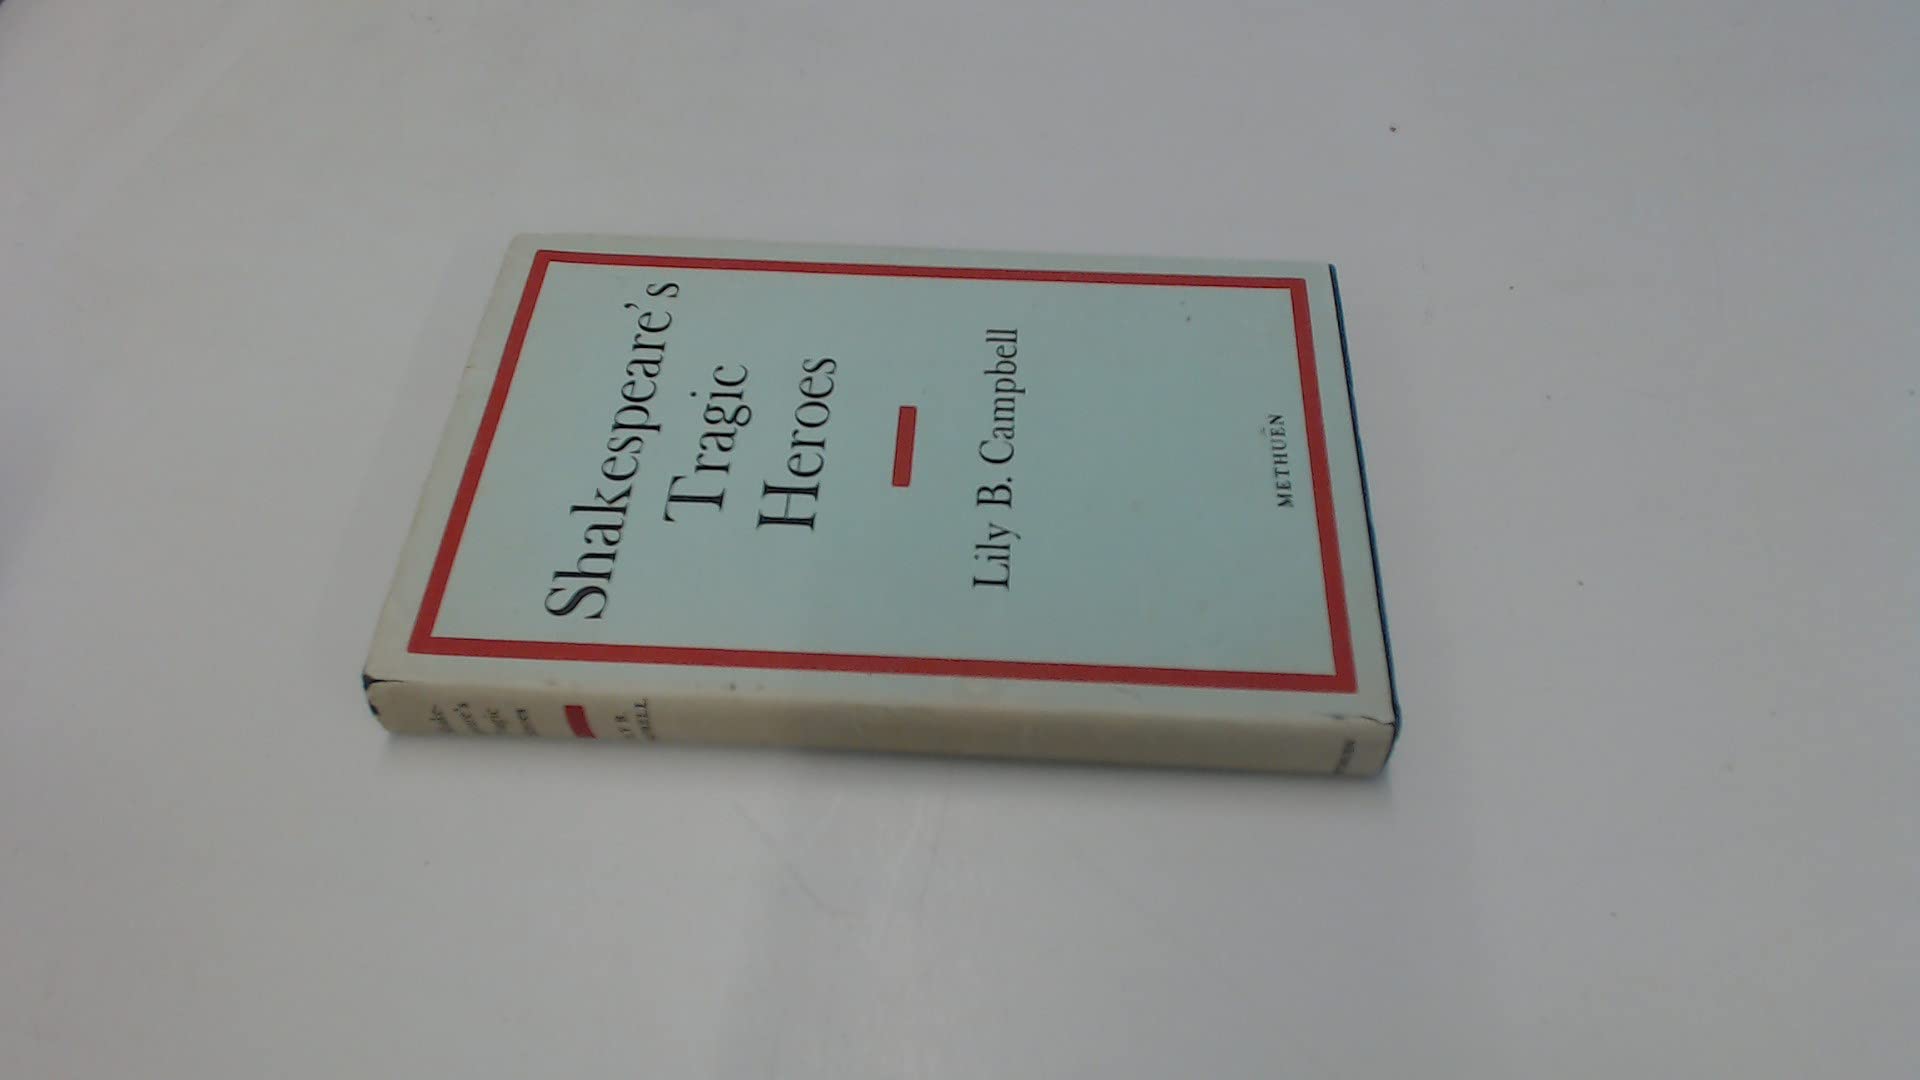 Shakespeare's
Tragic
Heroes
Lily B. Campbell
METHUEN